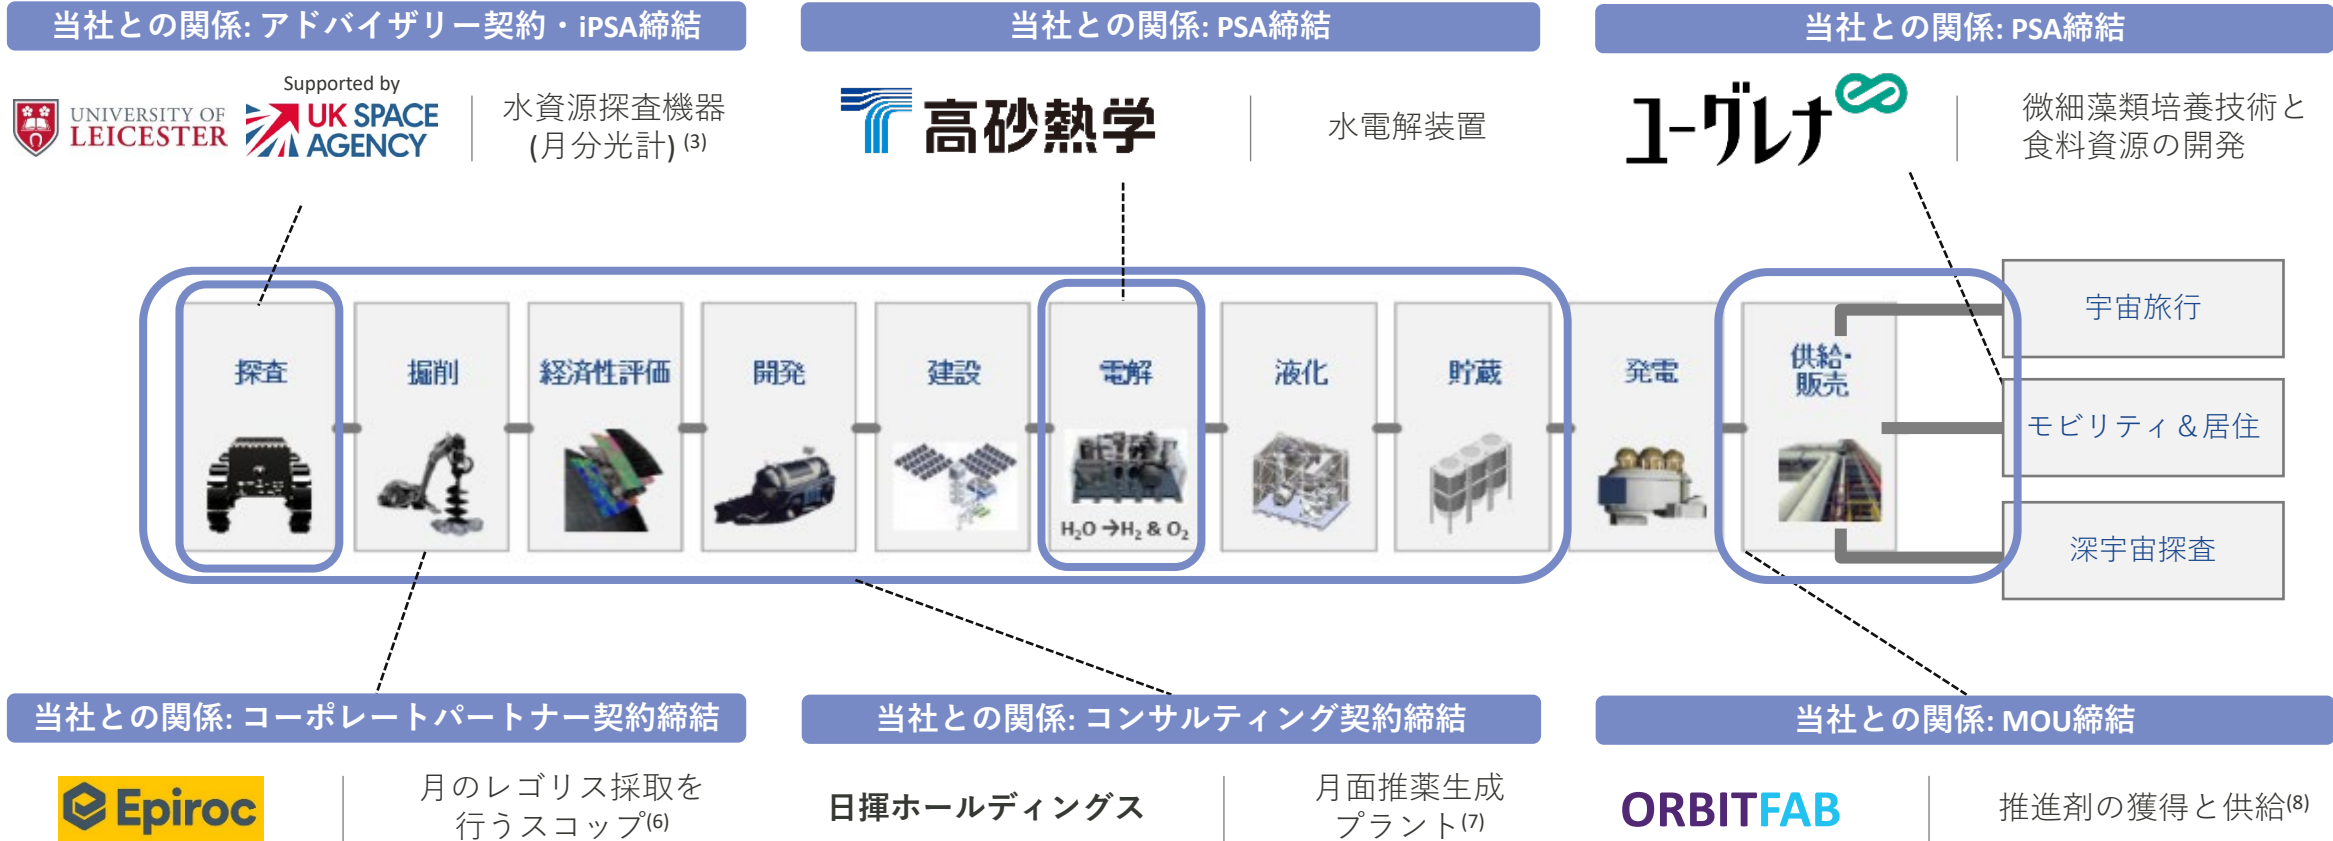 当社との関係: アドバイザリー契約・iPSA締結
UNIVERSITY OF
LEICESTER
Supported by
UK SPACE
AGENCY
水資源探査機器
(月分光計) (3)
当社との関係: PSA締結
高砂熱学
水電解装置
当社との関係: PSA締結
ユーグレナ
微細藻類培養技術と
食料資源の開発
探査
掘削
経済性評価
開発
建設
電解
H₂O →H₂ & O₂
液化
貯蔵
発電
供給・
販売
宇宙旅行
モビリティ＆居住
深宇宙探査
当社との関係: コーポレートパートナー契約締結
Epiroc
月のレゴリス採取を
行うスコップ(6)
当社との関係: コンサルティング契約締結
日揮ホールディングス
月面推薬生成
プラント(7)
当社との関係: MOU締結
ORBITFAB
推進剤の獲得と供給(8)